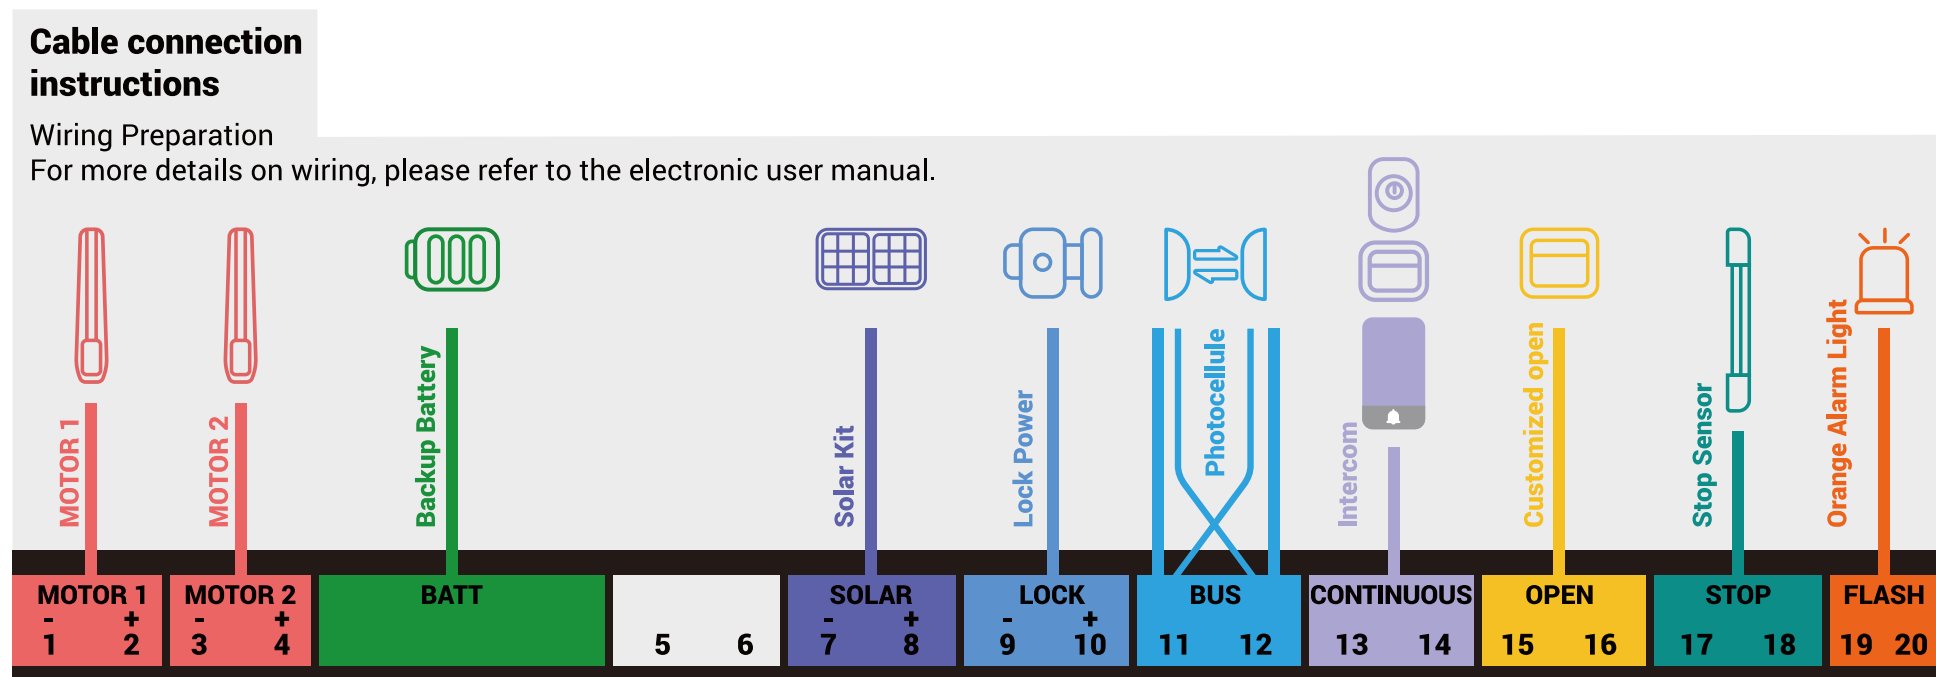 Cable connection
instructions
Wiring Preparation
For more details on wiring, please refer to the electronic user manual.
MOTOR 1
MOTOR 2
Backup Battery
Solar Kit
Lock Power
Photocellule
Intercom
Customized open
Stop Sensor
Orange Alarm Light
MOTOR 1 MOTOR 2 BATT SOLAR LOCK BUS CONTINUOUS OPEN STOP FLASH
- + - + - + - +
1 2 3 4 5 6 7 8 9 10 11 12 13 14 15 16 17 18 19 20